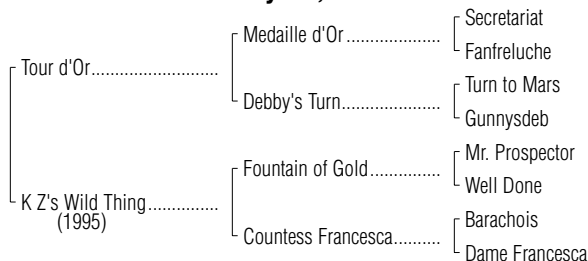 Secretariat
Medaille d'Or
Fanfreluche
Tour d'Or
Turn to Mars
Debby's Turn
Gunnysdeb
Mr. Prospector
Fountain of Gold
Well Done
K Z's Wild Thing
(1995)
Barachois
Countess Francesca
Dame Francesca